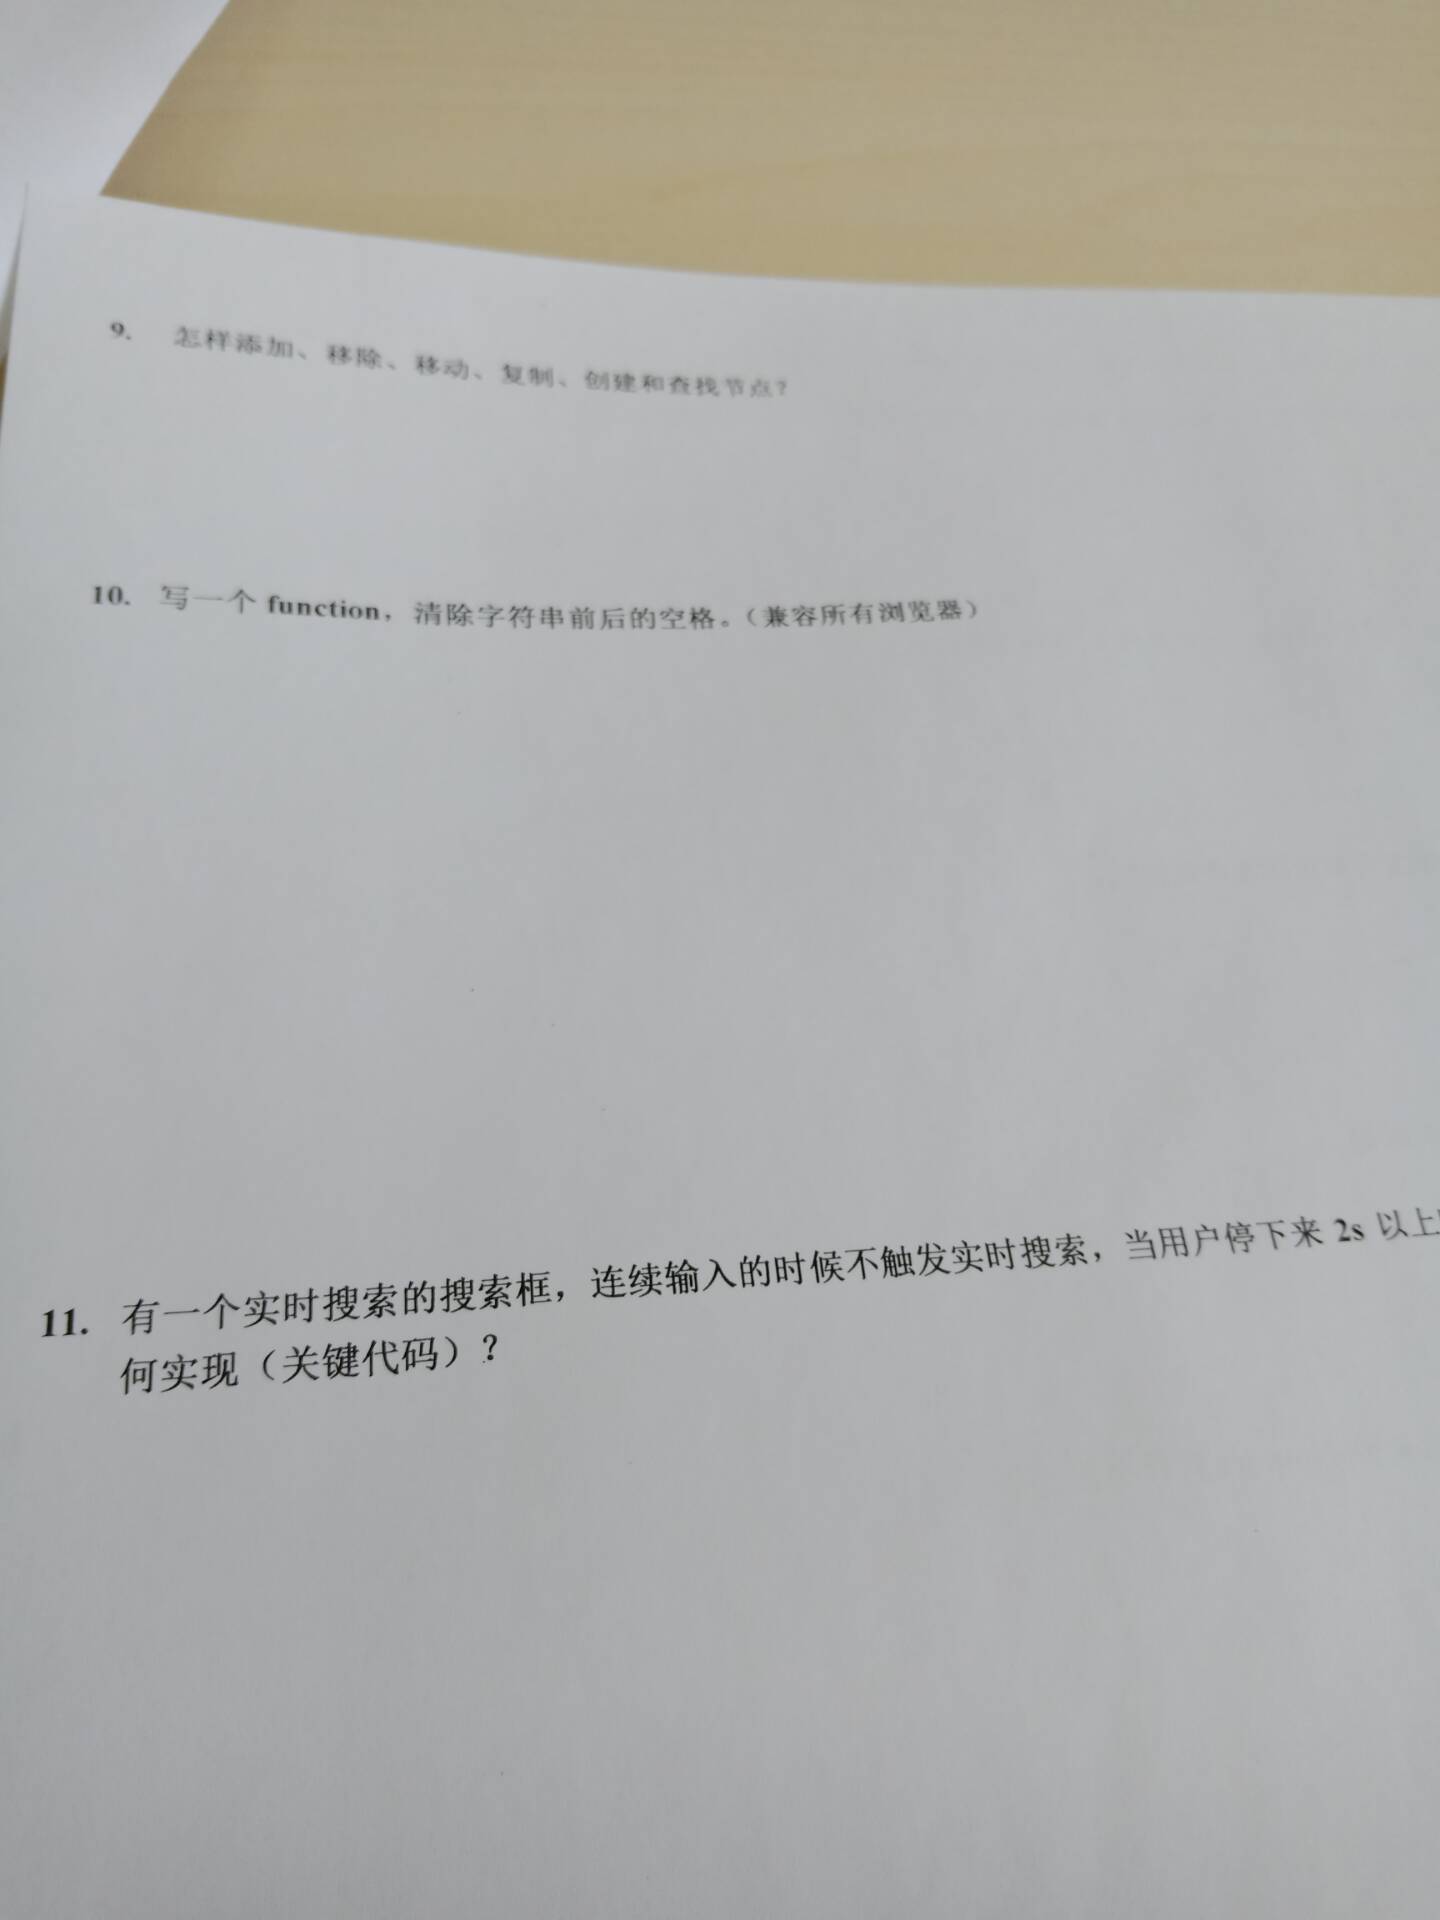 9. 怎样添加、移除、移动、复制、创建和查找节点?
10. 写一个 function，清除字符串前后的空格。（兼容所有浏览器）
11. 有一个实时搜索的搜索框，连续输入的时候不触发实时搜索，当用户停下来 2s 以上
何实现（关键代码）？